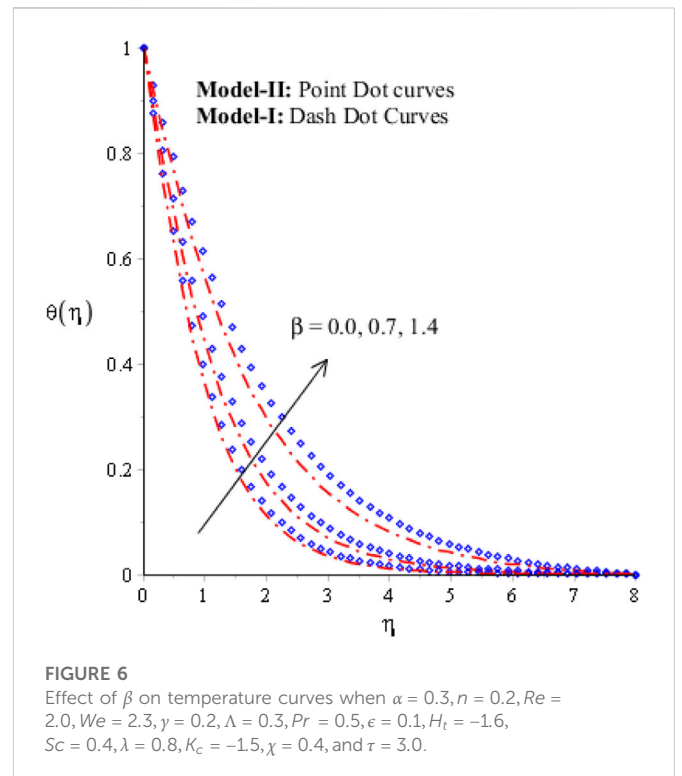 1
Model-II: Point Dot curves
Model-I: Dash Dot Curves
0.8
0.6
θ(η)
β = 0.0, 0.7, 1.4
0.4
0.2
0
0 1 2 3 4 5 6 7 8
η
FIGURE 6
Effect of β on temperature curves when α = 0.3, n = 0.2, Re =
2.0, We = 2.3, γ = 0.2, Λ = 0.3, Pr = 0.5, ϵ = 0.1, H_t = −1.6,
Sc = 0.4, λ = 0.8, K_c = −1.5, χ = 0.4, and τ = 3.0.